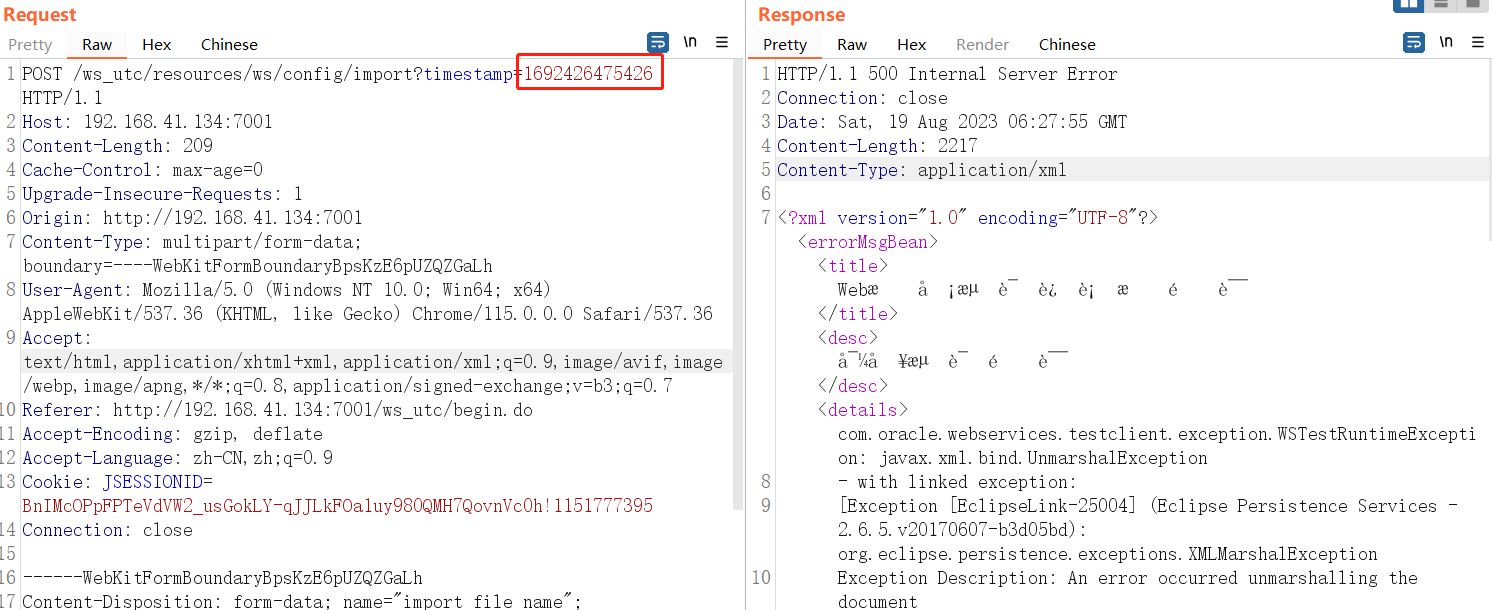 Request
Pretty Raw Hex Chinese \n
1 POST /ws_utc/resources/ws/config/import?timestamp=1692426475426
HTTP/1.1
2 Host: 192.168.41.134:7001
3 Content-Length: 209
4 Cache-Control: max-age=0
5 Upgrade-Insecure-Requests: 1
6 Origin: http://192.168.41.134:7001
7 Content-Type: multipart/form-data;
boundary=----WebKitFormBoundaryBpsKzE6pUZQZGaLh
8 User-Agent: Mozilla/5.0 (Windows NT 10.0; Win64; x64)
AppleWebKit/537.36 (KHTML, like Gecko) Chrome/115.0.0.0 Safari/537.36
9 Accept:
text/html,application/xhtml+xml,application/xml;q=0.9,image/avif,image
/webp,image/apng,*/*;q=0.8,application/signed-exchange;v=b3;q=0.7
10 Referer: http://192.168.41.134:7001/ws_utc/begin.do
11 Accept-Encoding: gzip, deflate
12 Accept-Language: zh-CN,zh;q=0.9
13 Cookie: JSESSIONID=
BnIMcOPpFPTeVdVW2_usGokLY-qJJLkFOaluy980QMH7QovnVc0h!1151777395
14 Connection: close
15
16 ------WebKitFormBoundaryBpsKzE6pUZQZGaLh
17 Content-Disposition: form-data; name="import_file_name";
Response
Pretty Raw Hex Render Chinese \n
1 HTTP/1.1 500 Internal Server Error
2 Connection: close
3 Date: Sat, 19 Aug 2023 06:27:55 GMT
4 Content-Length: 2217
5 Content-Type: application/xml
6
7 <?xml version="1.0" encoding="UTF-8"?>
<errorMsgBean>
<title>
Webæ å ¡æµ è¯ è¿ è¡ æ é è¯
</title>
<desc>
å¯¼å ¥æµ è¯ é è¯
</desc>
<details>
com.oracle.webservices.testclient.exception.WSTestRuntimeExcepti
on: javax.xml.bind.UnmarshalException
8 - with linked exception:
9 [Exception [EclipseLink-25004] (Eclipse Persistence Services -
2.6.5.v20170607-b3d05bd):
org.eclipse.persistence.exceptions.XMLMarshalException
10 Exception Description: An error occurred unmarshalling the
document